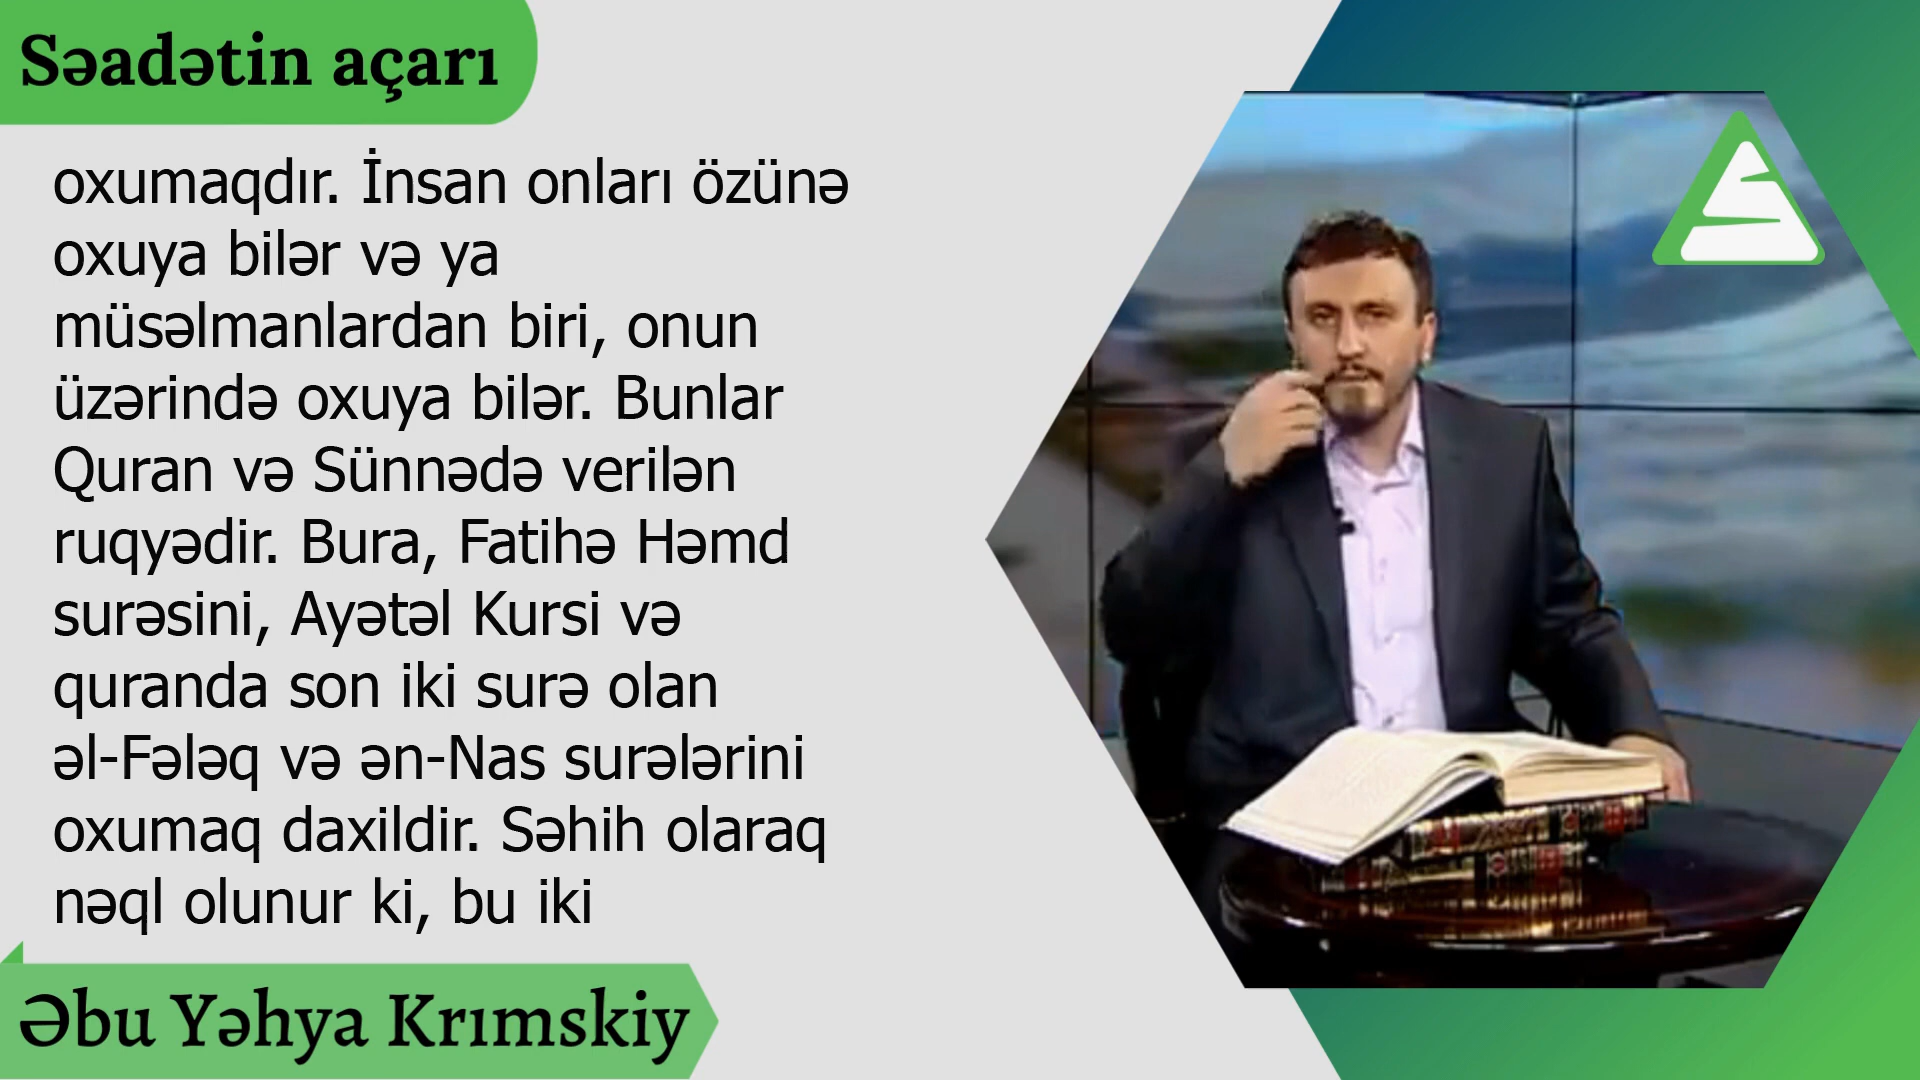 Səadətin açarı
oxumaqdır. İnsan onları özünə
oxuya bilər və ya
müsəlmanlardan biri, onun
üzərində oxuya bilər. Bunlar
Quran və Sünnədə verilən
ruqyədir. Bura, Fatihə Həmd
surəsini, Ayətəl Kursi və
quranda son iki surə olan
əl-Fələq və ən-Nas surələrini
oxumaq daxildir. Səhih olaraq
nəql olunur ki, bu iki
Əbu Yəhya Krımskiy